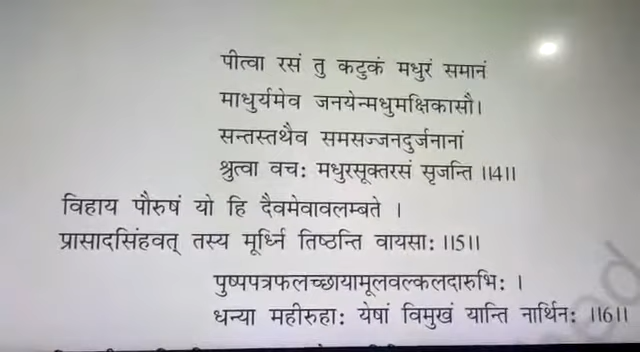 पीत्वा रसं तु कटुकं मधुरं समानं
माधुर्यमेव जनयेन्मधुमक्षिकासौ।
सन्तस्तथैव समसज्जनदुर्जनानां
श्रुत्वा वचः मधुरसूक्तरसं सृजन्ति ॥4॥
विहाय पौरुषं यो हि दैवमेवावलम्बते ।
प्रासादसिंहवत् तस्य मूर्ध्नि तिष्ठन्ति वायसाः ॥5॥
पुष्पपत्रफलच्छायामूलवल्कलदारुभिः ।
धन्या महीरुहाः येषां विमुखं यान्ति नार्थिनः ॥6॥